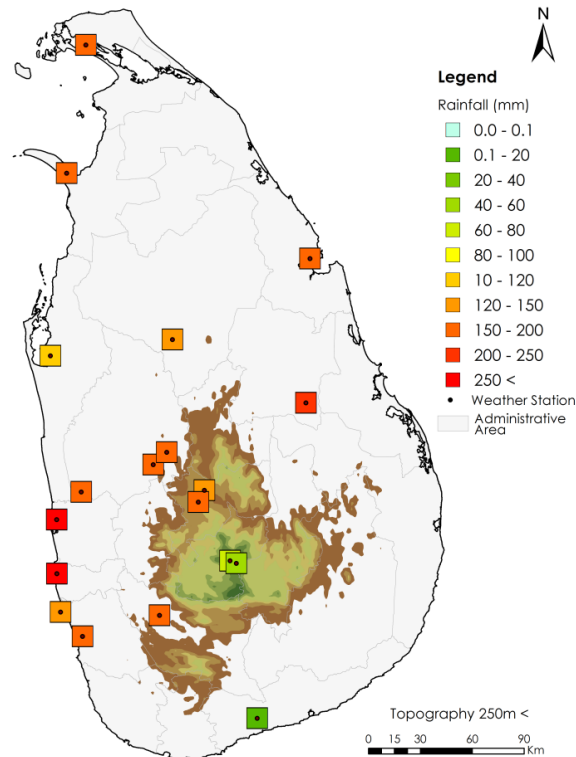 N
Legend
Rainfall (mm)
0.0 - 0.1
0.1 - 20
20 - 40
40 - 60
60 - 80
80 - 100
10 - 120
120 - 150
150 - 200
200 - 250
250 <
Weather Station
Administrative
Area
Topography 250m <
0 15 30 60 90
Km